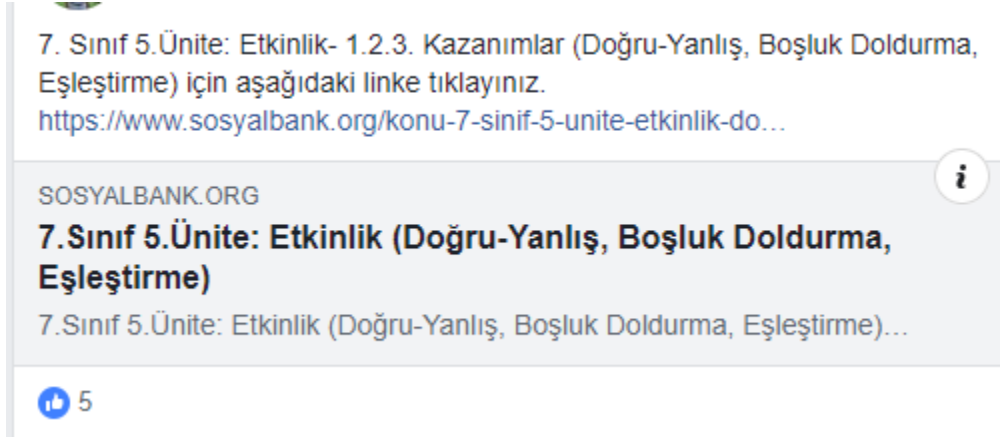 7. Sınıf 5.Ünite: Etkinlik- 1.2.3. Kazanımlar (Doğru-Yanlış, Boşluk Doldurma,
Eşleştirme) için aşağıdaki linke tıklayınız.
https://www.sosyalbank.org/konu-7-sinif-5-unite-etkinlik-do...
SOSYALBANK.ORG
7.Sınıf 5.Ünite: Etkinlik (Doğru-Yanlış, Boşluk Doldurma,
Eşleştirme)
7.Sınıf 5.Ünite: Etkinlik (Doğru-Yanlış, Boşluk Doldurma, Eşleştirme)...
5